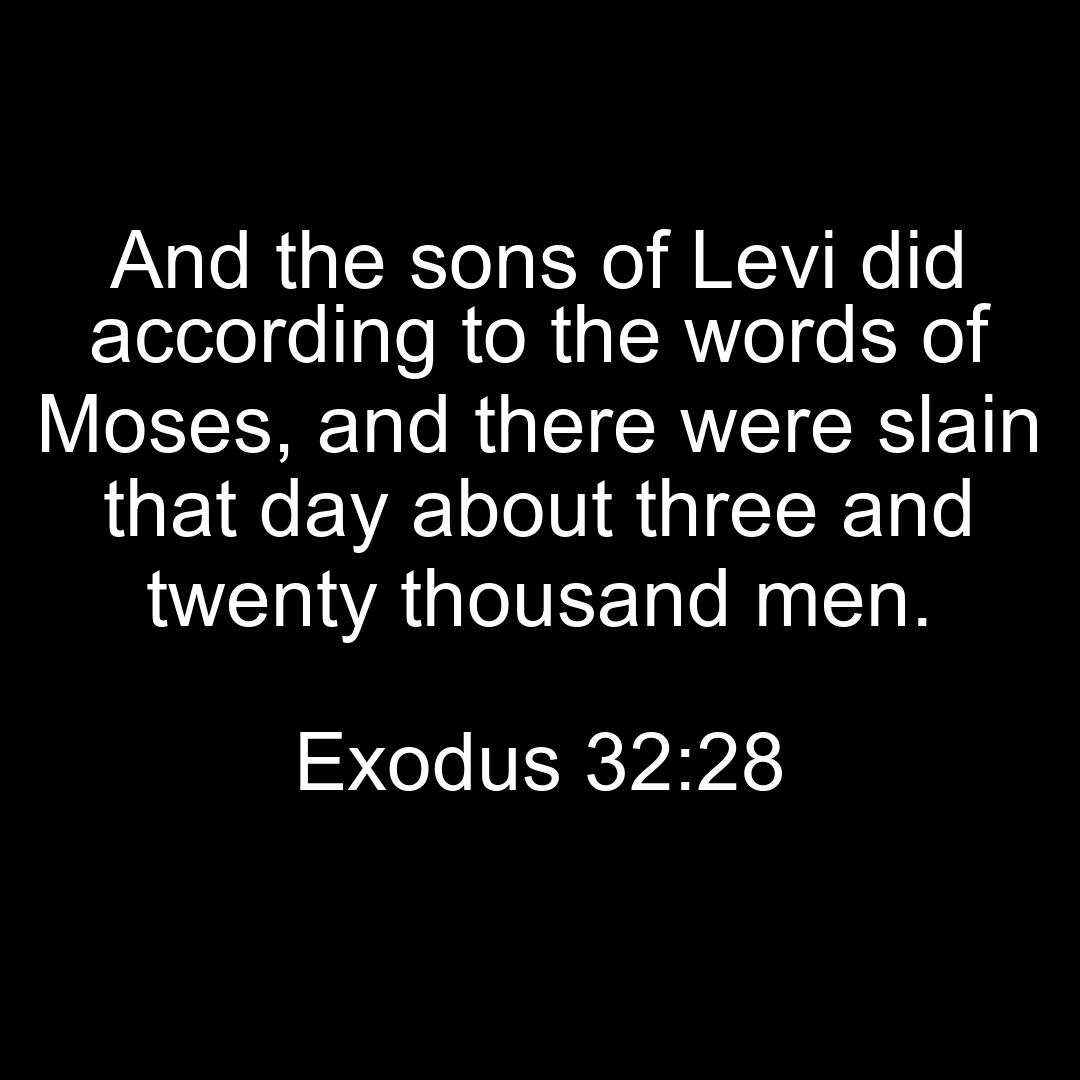 And the sons of Levi did
according to the words of
Moses, and there were slain
that day about three and
twenty thousand men.
Exodus 32:28